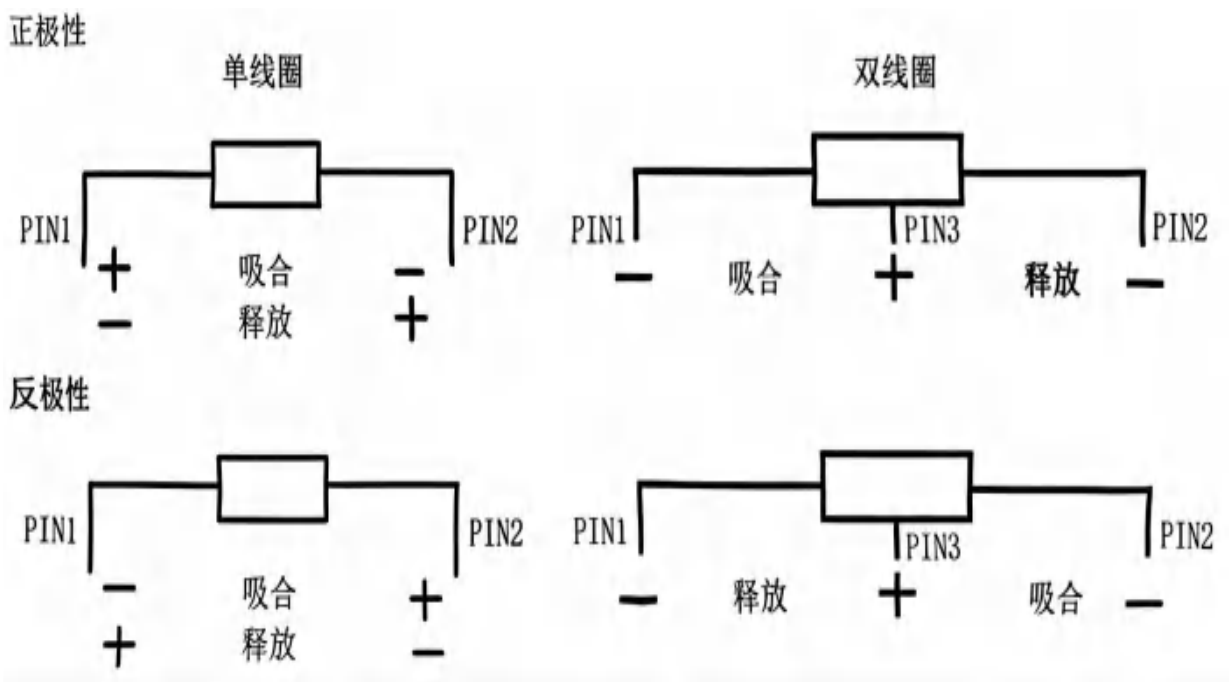 正极性
单线圈 双线圈
PIN1 PIN2 PIN1 PIN3 PIN2
+ 吸合 - - 吸合 + 释放 -
- 释放 +
反极性
PIN1 PIN2 PIN1 PIN3 PIN2
- 吸合 + - 释放 + 吸合 -
+ 释放 -